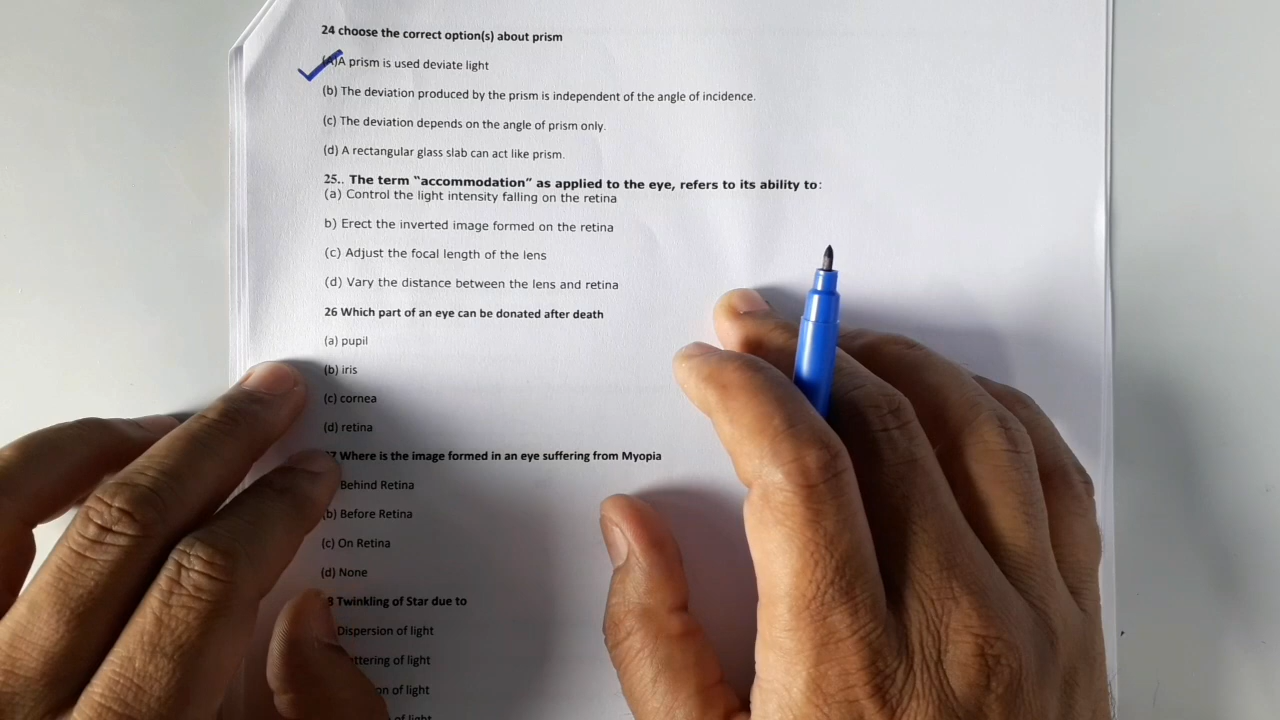 24 choose the correct option(s) about prism
(A)A prism is used deviate light
(b) The deviation produced by the prism is independent of the angle of incidence.
(c) The deviation depends on the angle of prism only.
(d) A rectangular glass slab can act like prism.
25.. The term "accommodation" as applied to the eye, refers to its ability to:
(a) Control the light intensity falling on the retina
b) Erect the inverted image formed on the retina
(c) Adjust the focal length of the lens
(d) Vary the distance between the lens and retina
26 Which part of an eye can be donated after death
(a) pupil
(b) iris
(c) cornea
(d) retina
7 Where is the image formed in an eye suffering from Myopia
Behind Retina
(b) Before Retina
(c) On Retina
(d) None
8 Twinkling of Star due to
Dispersion of light
of light
of light
of light